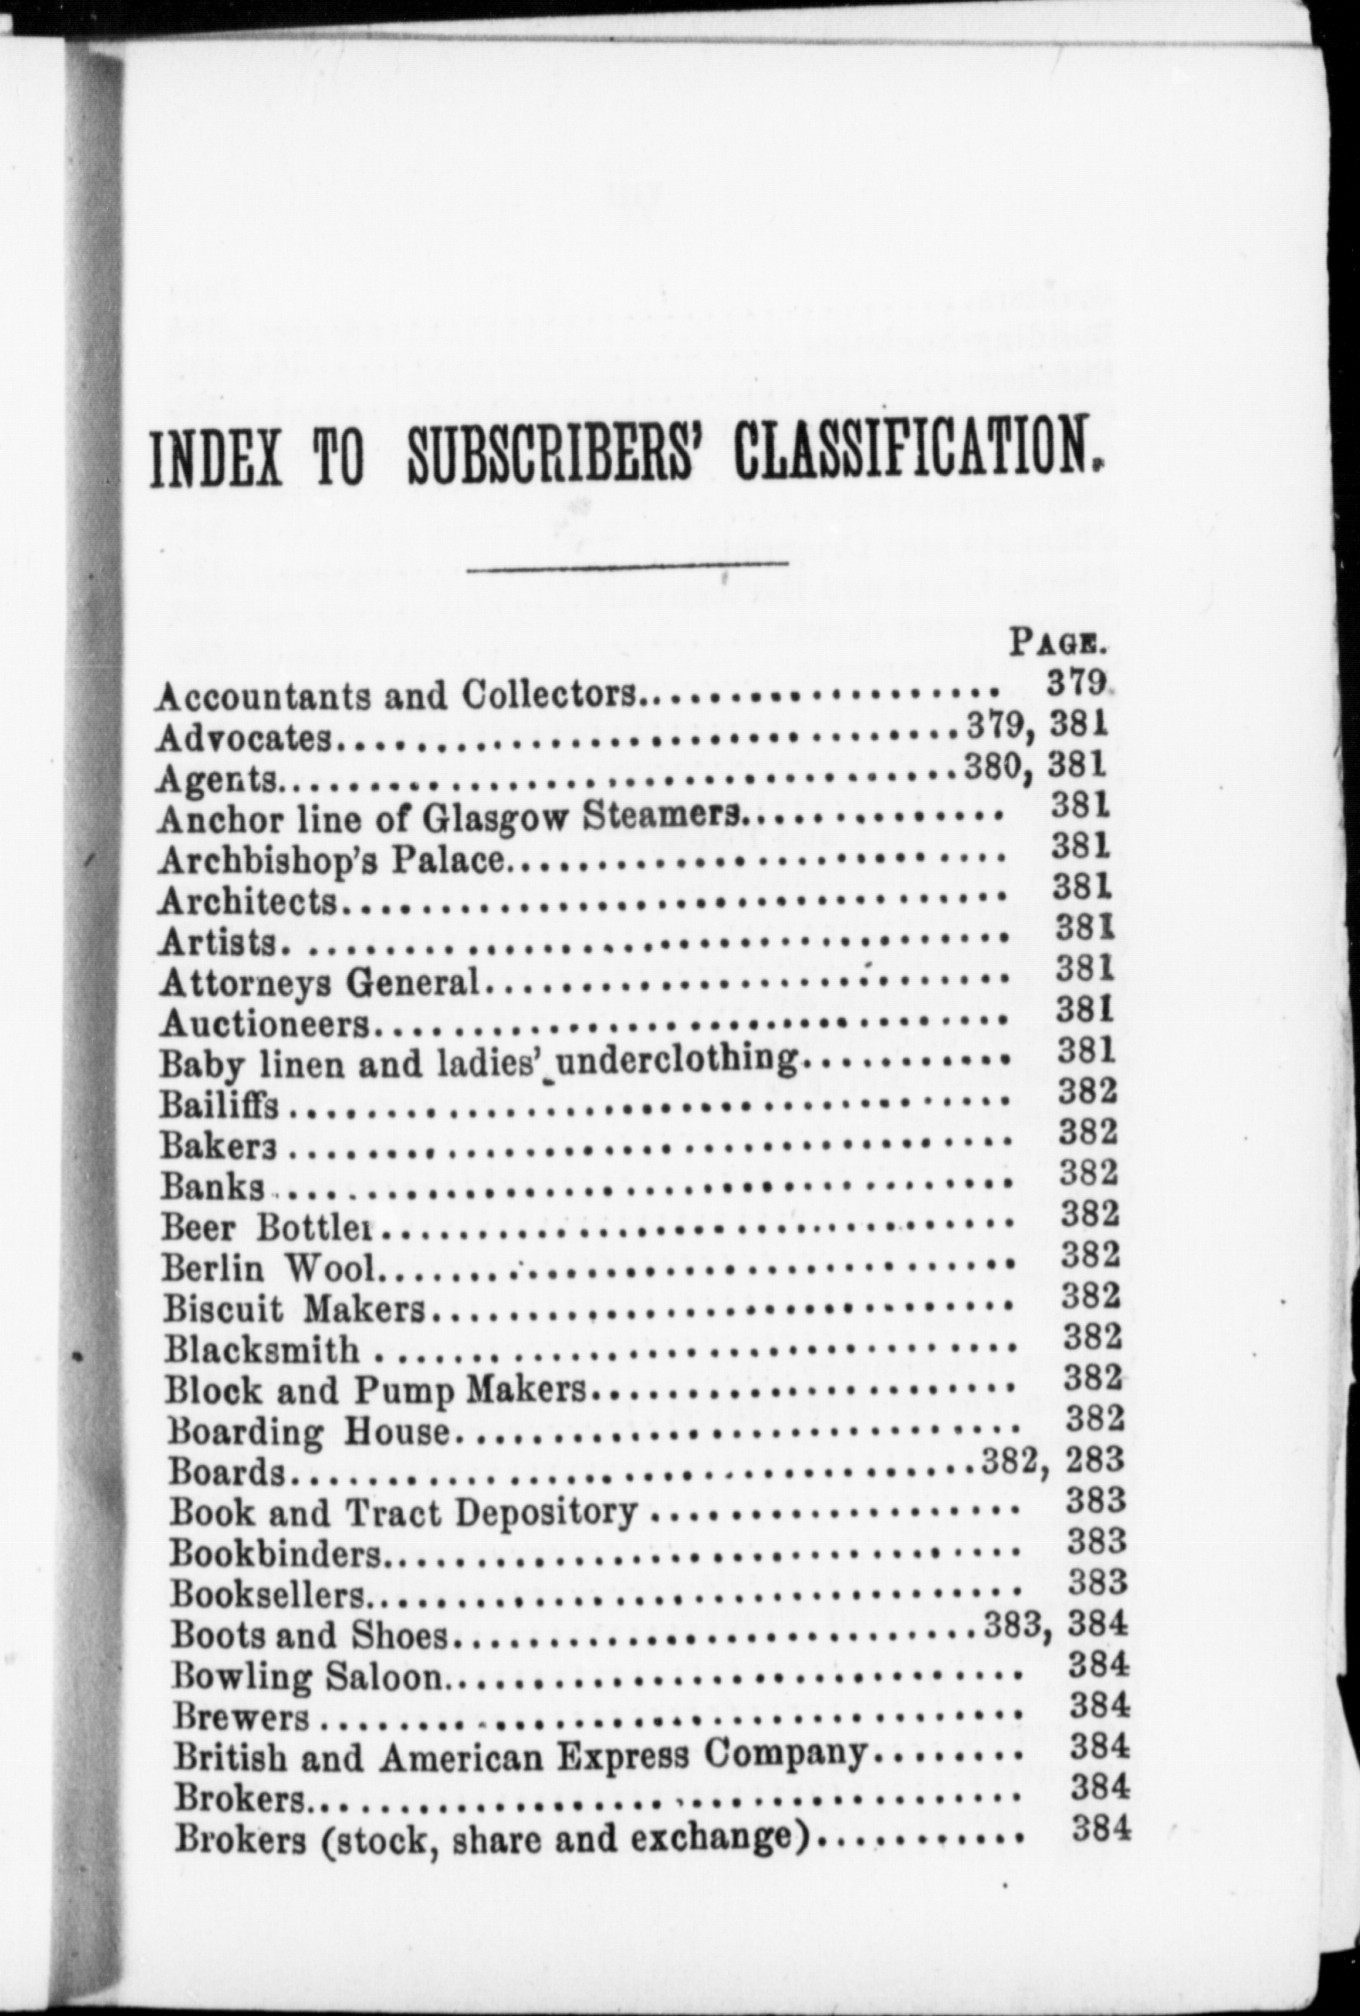 INDEX TO SUBSCRIBERS' CLASSIFICATION.
PAGE.
Accountants and Collectors................... 379
Advocates................................379, 381
Agents...................................380, 381
Anchor line of Glasgow Steamers.............. 381
Archbishop's Palace.......................... 381
Architects................................... 381
Artists. .................................... 381
Attorneys General............................ 381
Auctioneers.................................. 381
Baby linen and ladies' underclothing........... 381
Bailiffs ..................................... 382
Bakers ..................................... 382
Banks ...................................... 382
Beer Bottler................................. 382
Berlin Wool.................................. 382
Biscuit Makers............................... 382
Blacksmith .................................. 382
Block and Pump Makers...................... 382
Boarding House.............................. 382
Boards...................................382, 283
Book and Tract Depository ................... 383
Bookbinders................................. 383
Booksellers.................................. 383
Boots and Shoes...........................383, 384
Bowling Saloon.............................. 384
Brewers .................................... 384
British and American Express Company........ 384
Brokers..................................... 384
Brokers (stock, share and exchange)........... 384